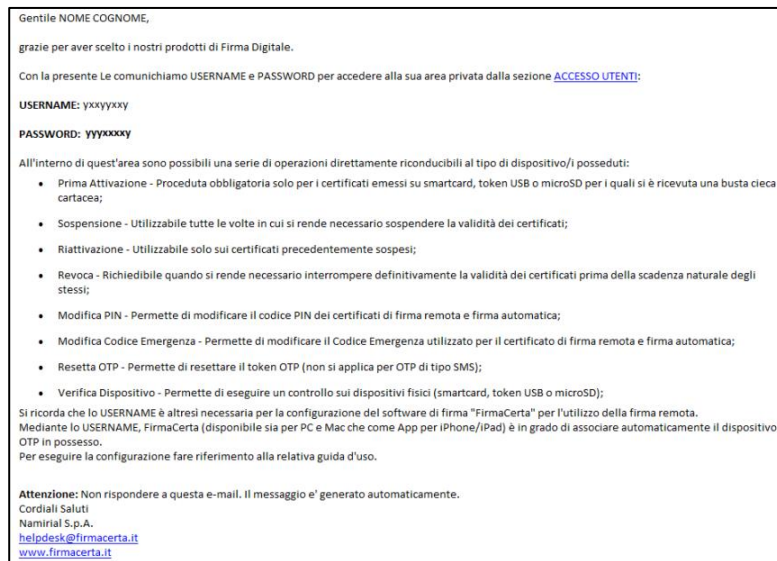 Gentile NOME COGNOME,
grazie per aver scelto i nostri prodotti di Firma Digitale.
Con la presente Le comunichiamo USERNAME e PASSWORD per accedere alla sua area privata dalla sezione ACCESSO UTENTI:
USERNAME: yxxyyxxy
PASSWORD: yyyxxxxy
All'interno di quest'area sono possibili una serie di operazioni direttamente riconducibili al tipo di dispositivo/i posseduti:
• Prima Attivazione - Proceduta obbligatoria solo per i certificati emessi su smartcard, token USB o microSD per i quali si è ricevuta una busta cieca
cartacea;
• Sospensione - Utilizzabile tutte le volte in cui si rende necessario sospendere la validità dei certificati;
• Riattivazione - Utilizzabile solo sui certificati precedentemente sospesi;
• Revoca - Richiedibile quando si rende necessario interrompere definitivamente la validità dei certificati prima della scadenza naturale degli
stessi;
• Modifica PIN - Permette di modificare il codice PIN dei certificati di firma remota e firma automatica;
• Modifica Codice Emergenza - Permette di modificare il Codice Emergenza utilizzato per il certificato di firma remota e firma automatica;
• Resetta OTP - Permette di resettare il token OTP (non si applica per OTP di tipo SMS);
• Verifica Dispositivo - Permette di eseguire un controllo sui dispositivi fisici (smartcard, token USB o microSD);
Si ricorda che lo USERNAME è altresì necessaria per la configurazione del software di firma "FirmaCerta" per l'utilizzo della firma remota.
Mediante lo USERNAME, FirmaCerta (disponibile sia per PC e Mac che come App per iPhone/iPad) è in grado di associare automaticamente il dispositivo
OTP in possesso.
Per eseguire la configurazione fare riferimento alla relativa guida d'uso.
Attenzione: Non rispondere a questa e-mail. Il messaggio e' generato automaticamente.
Cordiali Saluti
Namirial S.p.A.
helpdesk@firmacerta.it
www.firmacerta.it